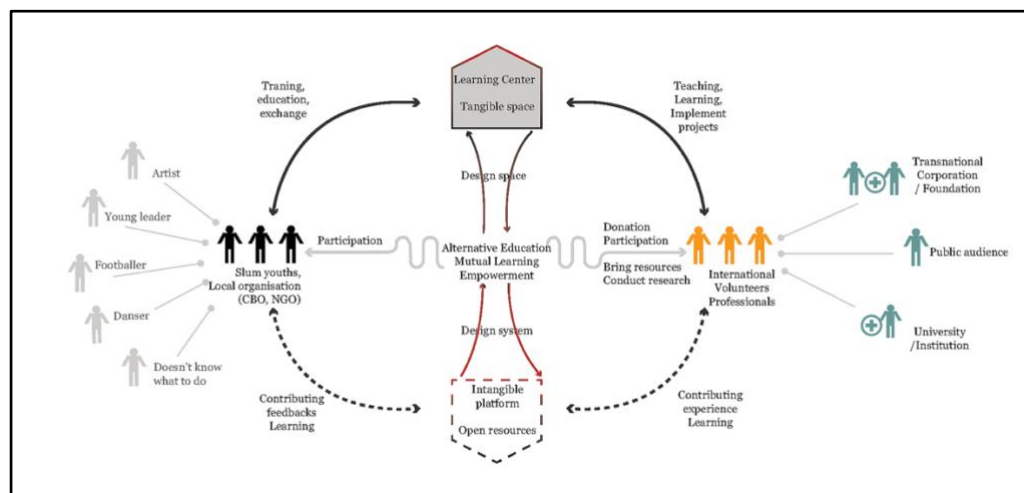 Learning Center
Tangible space
Traning,
education,
exchange
Teaching,
Learning,
Implement
projects
Design space
Artist
Young leader
Footballer
Danser
Doesn't know
what to do
Slum youths,
Local organisation
(CBO, NGO)
Participation
Alternative Education
Mutual Learning
Empowerment
Donation
Participation
Bring resources
Conduct research
International
Volunteers
Professionals
Transnational
Corporation
/ Foundation
Public audience
University
/Institution
Design system
Contributing
feedbacks
Learning
Intangible
platform
Open resources
Contributing
experience
Learning